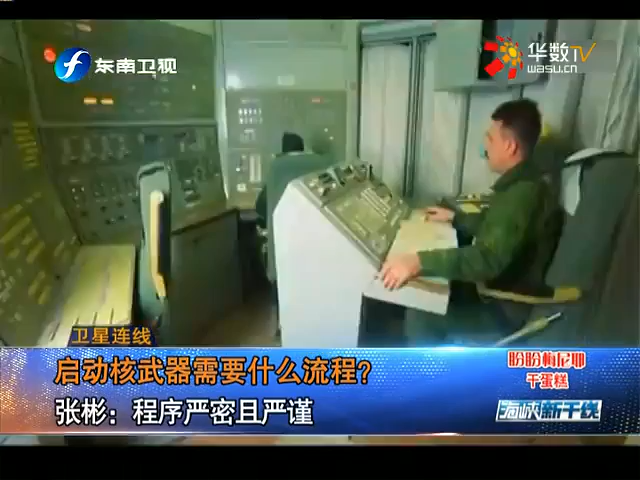 东南卫视
华数TV
wasu.cn
卫星连线
启动核武器需要什么流程?
张彬：程序严密且严谨
盼盼梅尼耶
干蛋糕
海峡新干线